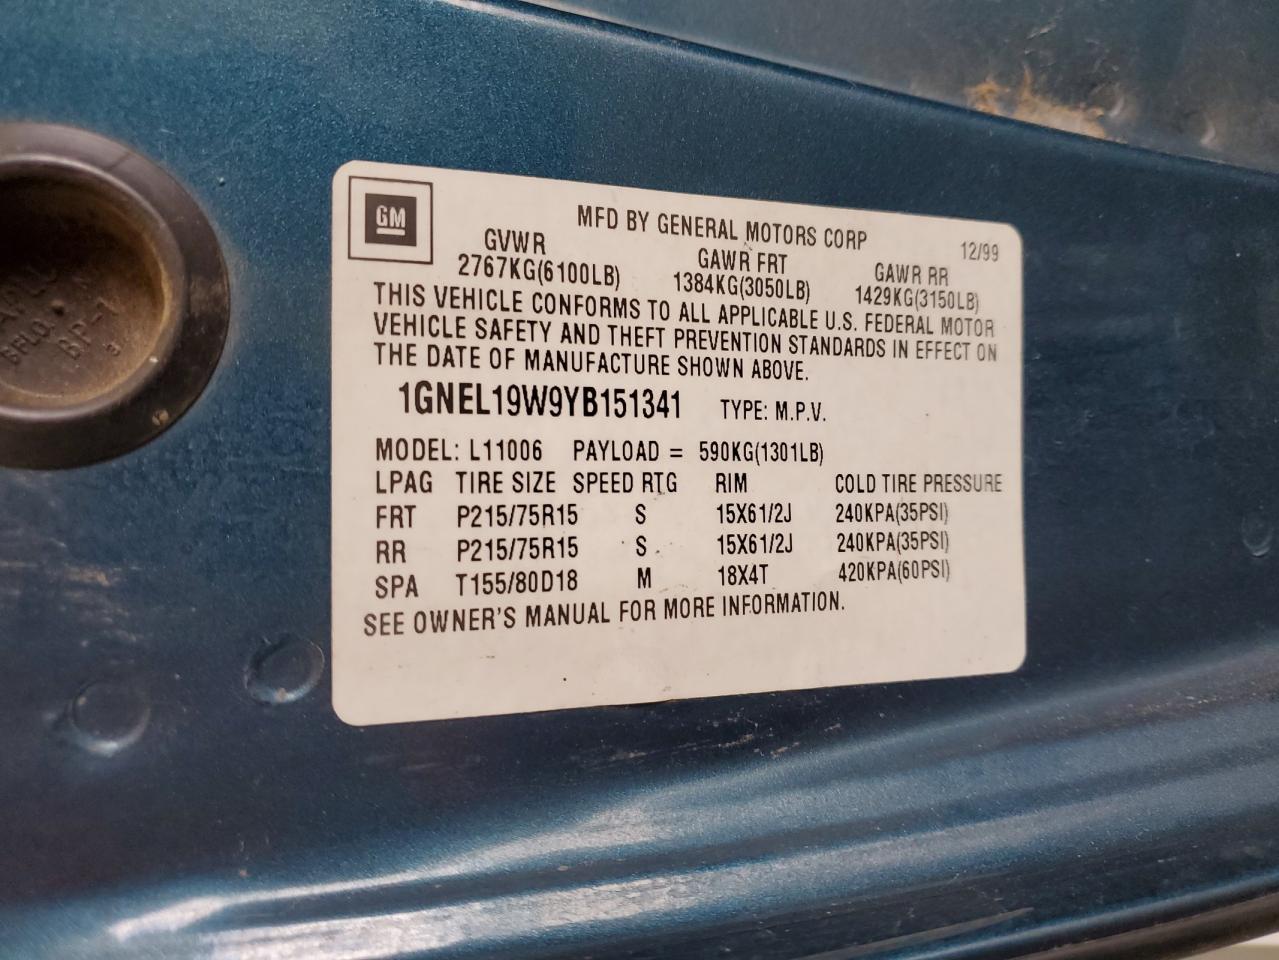 GM
MFD BY GENERAL MOTORS CORP 12/99
GVWR GAWR FRT GAWR RR
2767KG(6100LB) 1384KG(3050LB) 1429KG(3150LB)
THIS VEHICLE CONFORMS TO ALL APPLICABLE U.S. FEDERAL MOTOR
VEHICLE SAFETY AND THEFT PREVENTION STANDARDS IN EFFECT ON
THE DATE OF MANUFACTURE SHOWN ABOVE.
1GNEL19W9YB151341 TYPE: M.P.V.
MODEL: L11006 PAYLOAD = 590KG(1301LB)
LPAG TIRE SIZE SPEED RTG RIM COLD TIRE PRESSURE
FRT P215/75R15 S 15X61/2J 240KPA(35PSI)
RR P215/75R15 S 15X61/2J 240KPA(35PSI)
SPA T155/80D18 M 18X4T 420KPA(60PSI)
SEE OWNER'S MANUAL FOR MORE INFORMATION.
BP-7